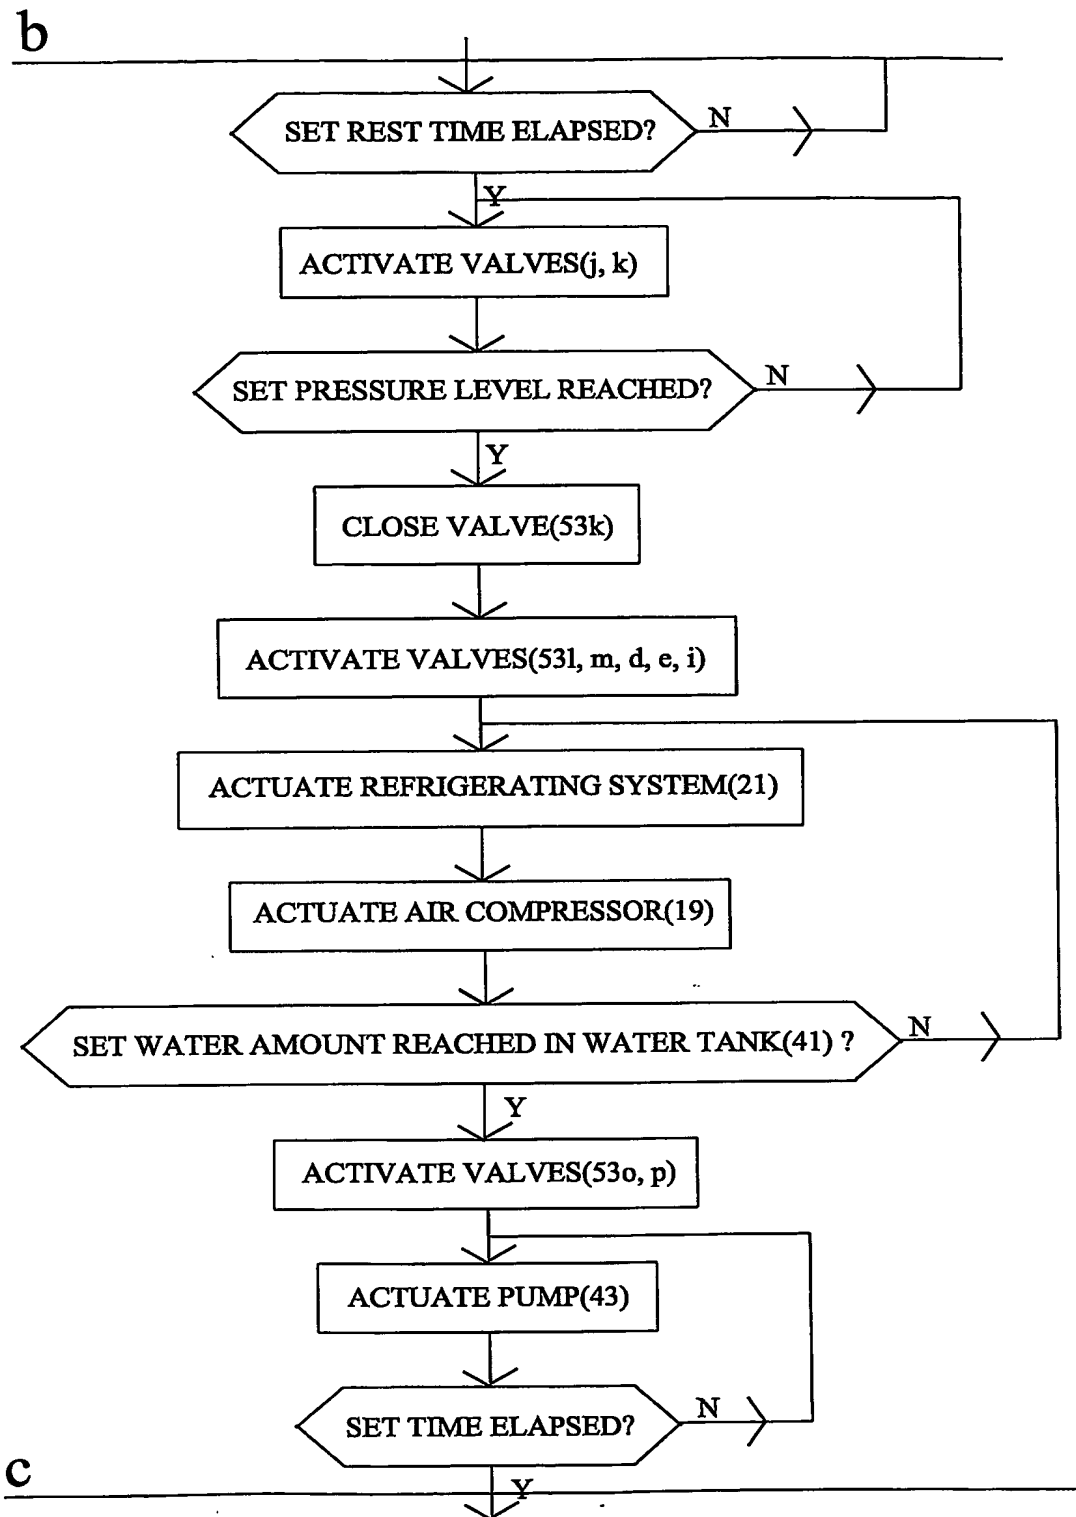 b
SET REST TIME ELAPSED?
N
Y
ACTIVATE VALVES(j, k)
SET PRESSURE LEVEL REACHED?
N
Y
CLOSE VALVE(53k)
ACTIVATE VALVES(53l, m, d, e, i)
ACTUATE REFRIGERATING SYSTEM(21)
ACTUATE AIR COMPRESSOR(19)
SET WATER AMOUNT REACHED IN WATER TANK(41) ?
N
Y
ACTIVATE VALVES(53o, p)
ACTUATE PUMP(43)
SET TIME ELAPSED?
N
c
Y